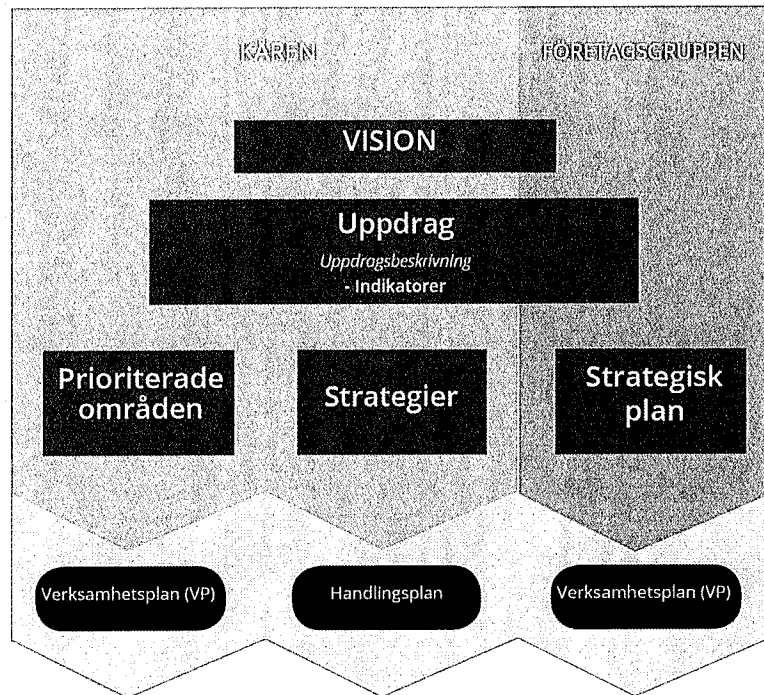 KÅREN
FÖRETAGSGRUPPEN
VISION
Uppdrag
Uppdragsbeskrivning
- Indikatorer
Prioriterade
områden
Strategier
Strategisk
plan
Verksamhetsplan (VP)
Handlingsplan
Verksamhetsplan (VP)